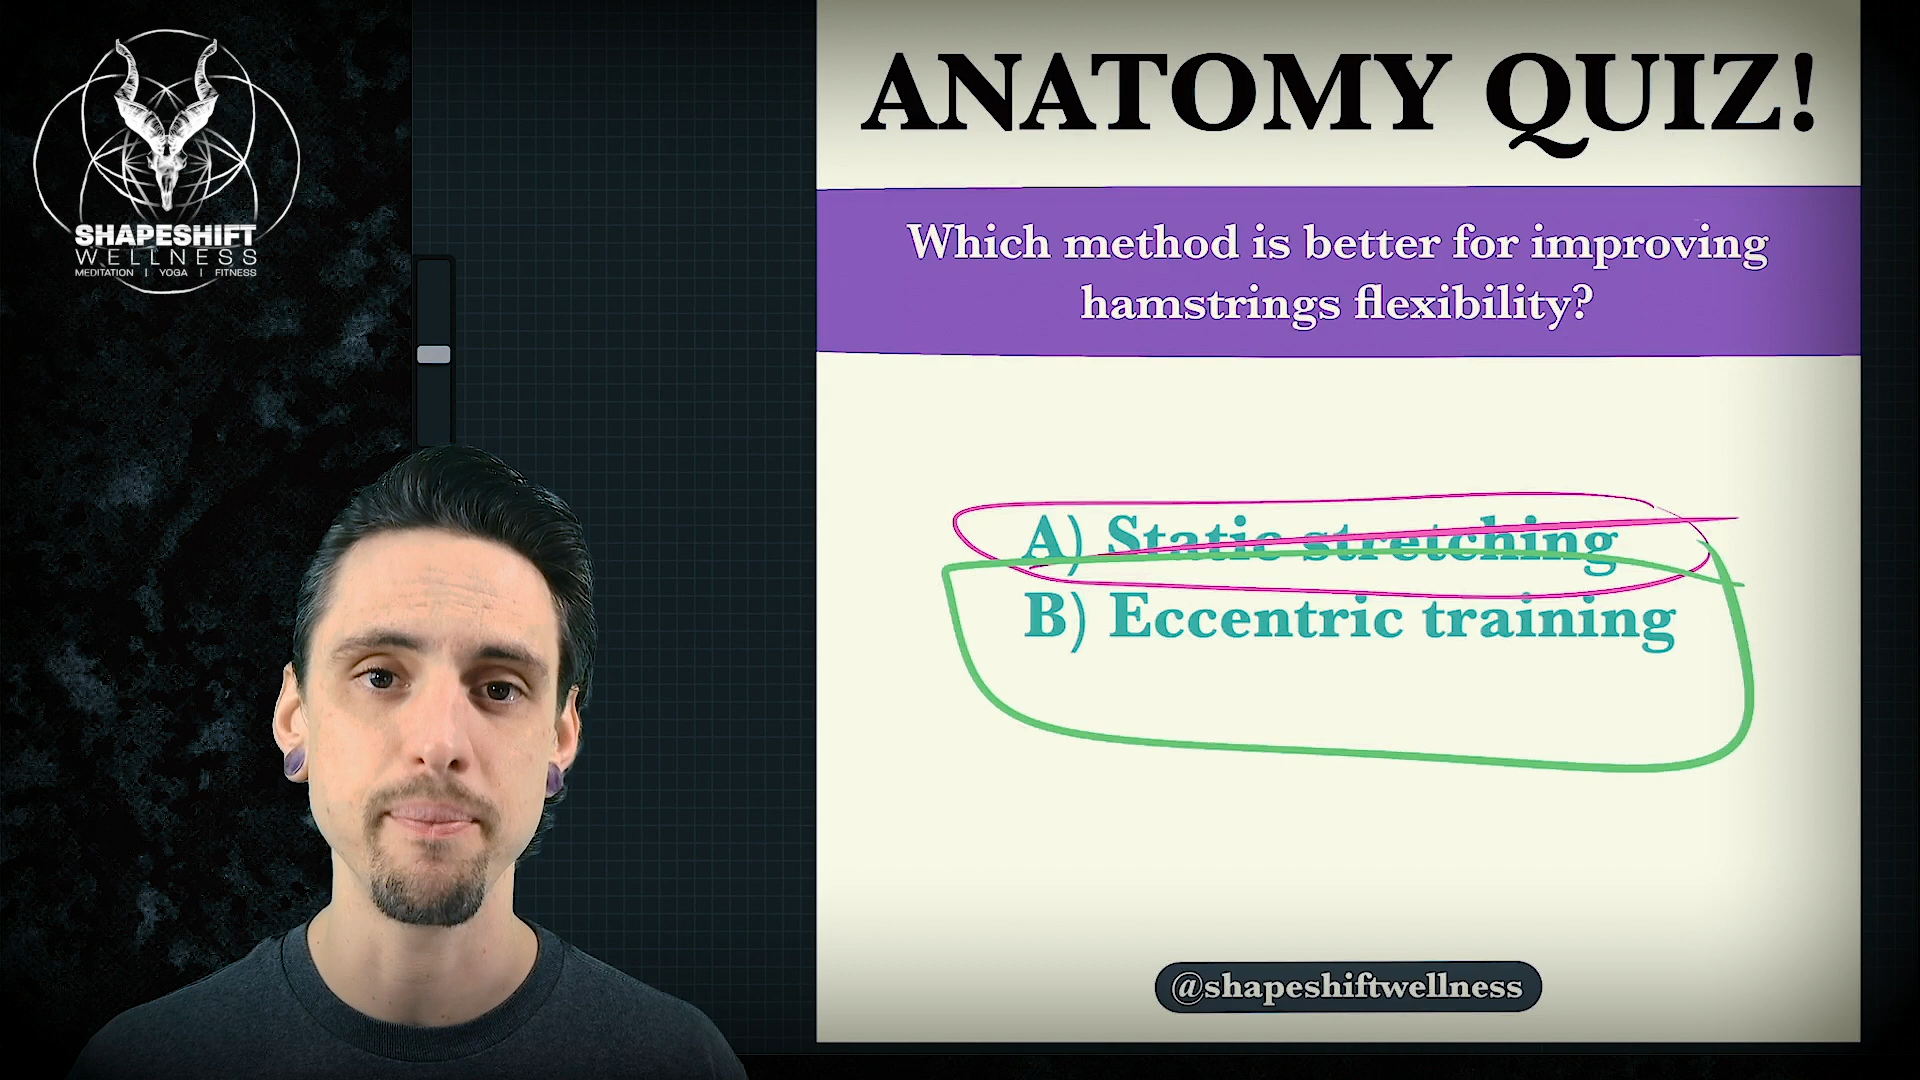 SHAPESHIFT
WELLNESS
MEDITATION | YOGA | FITNESS
ANATOMY QUIZ!
Which method is better for improving
hamstrings flexibility?
A) Static stretching
B) Eccentric training
@shapeshiftwellness